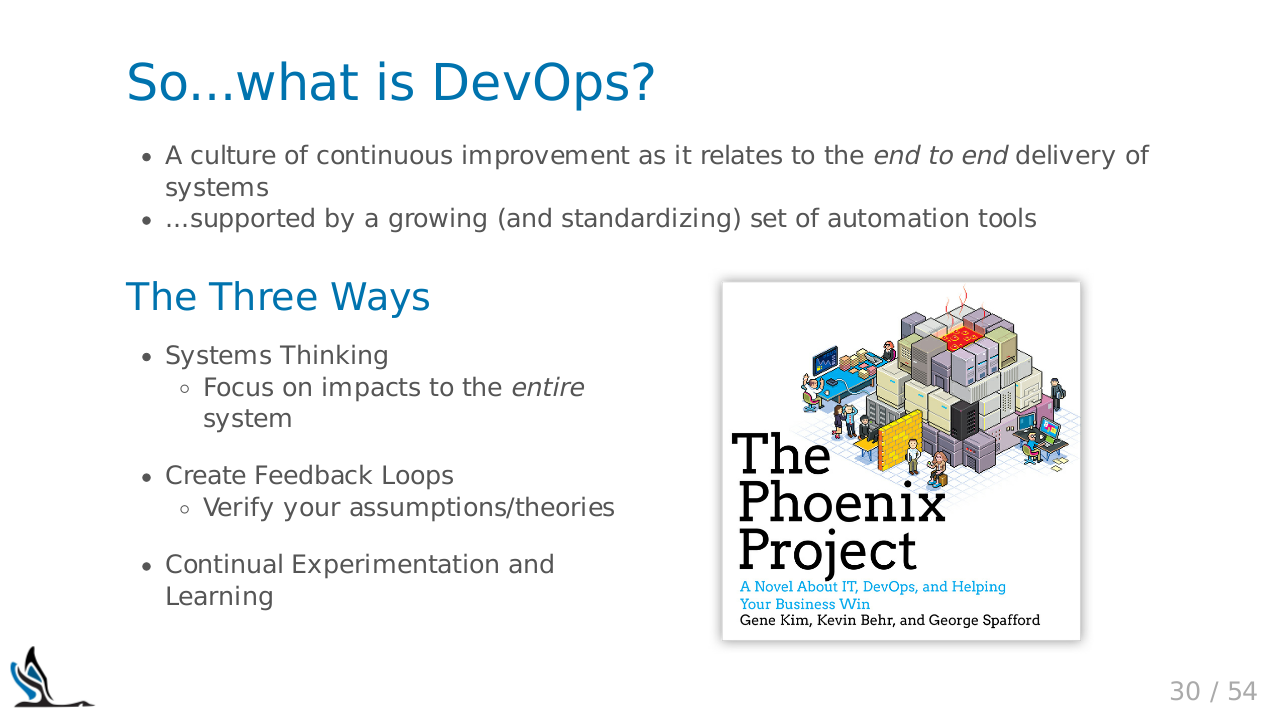 So...what is DevOps?
• A culture of continuous improvement as it relates to the end to end delivery of
systems
• ...supported by a growing (and standardizing) set of automation tools
The Three Ways
• Systems Thinking
◦ Focus on impacts to the entire
system
• Create Feedback Loops
◦ Verify your assumptions/theories
• Continual Experimentation and
Learning
The
Phoenix
Project
A Novel About IT, DevOps, and Helping
Your Business Win
Gene Kim, Kevin Behr, and George Spafford
30 / 54